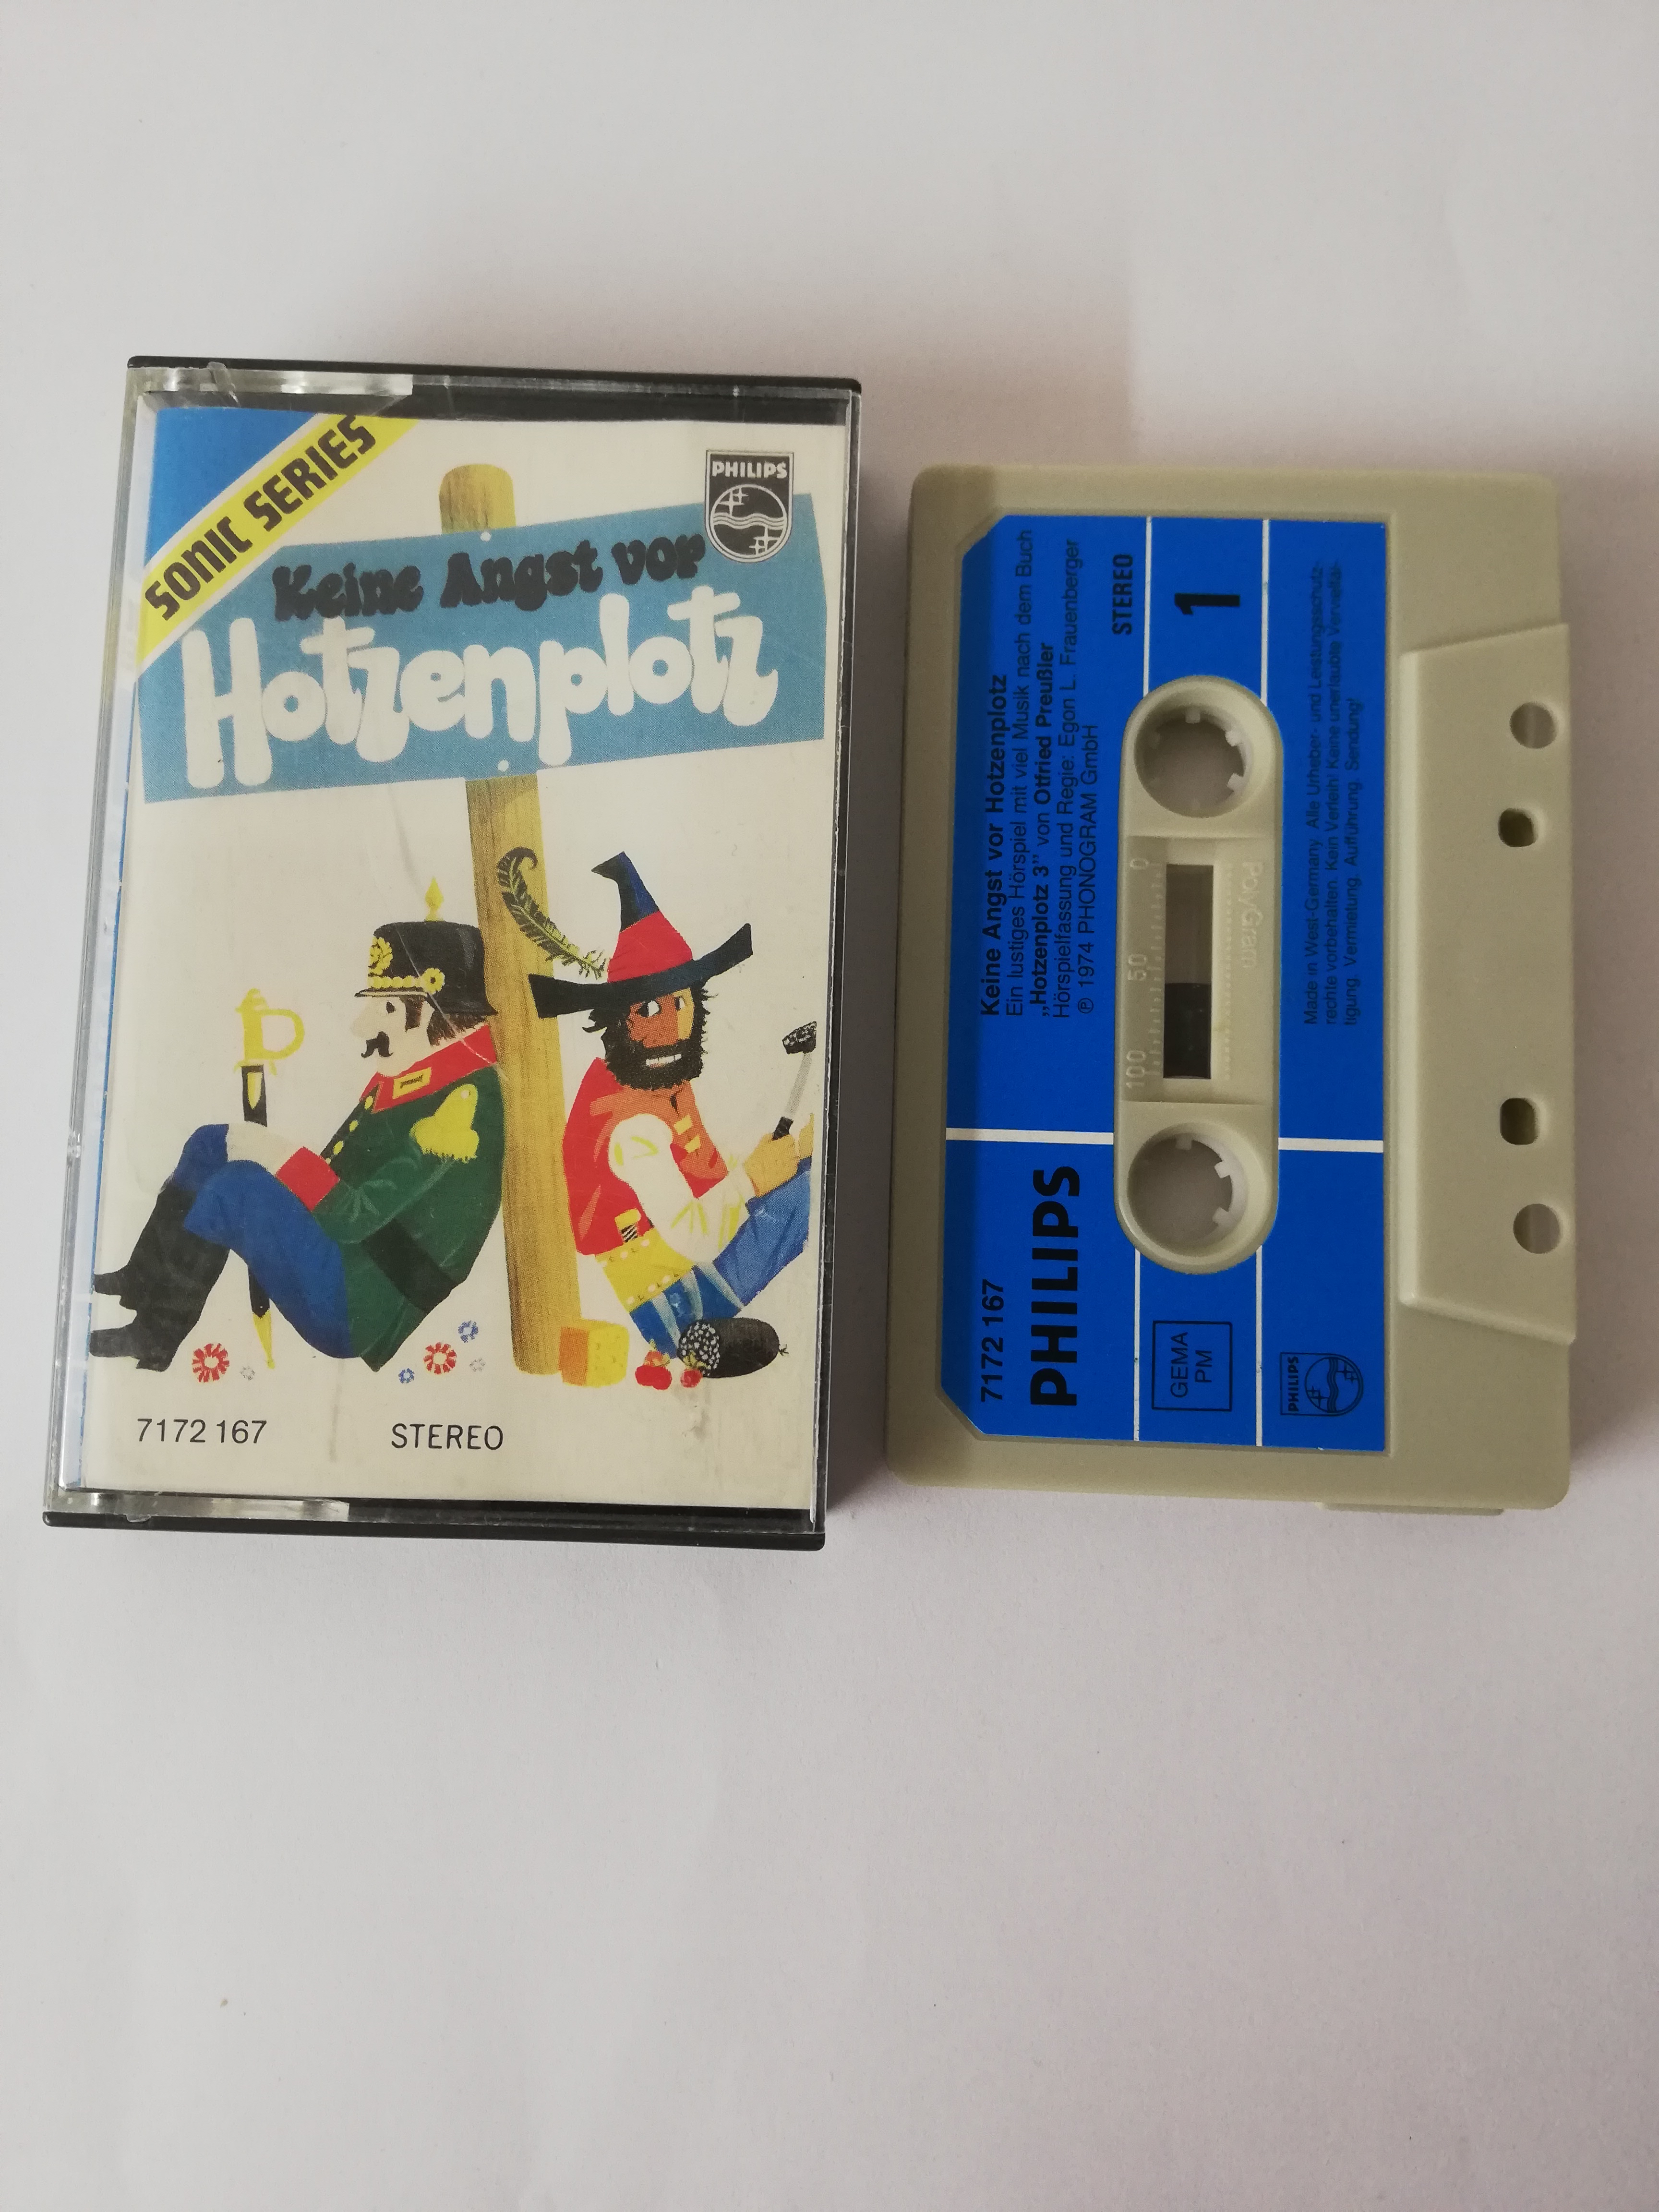 SONIC SERIES
PHILIPS
Keine Angst vor
Hotzenplotz
7172 167
STEREO
Keine Angst vor Hotzenplotz
Ein lustiges Hörspiel mit viel Musik nach dem Buch
„Hotzenplotz 3” von Otfried Preußler
Hörspielfassung und Regie: Egon L. Frauenberger
℗ 1974 PHONOGRAM GmbH
STEREO
1
100 50 0
PolyGram
7172 167
PHILIPS
GEMA
PM
PHILIPS
Made in West-Germany. Alle Urheber- und Leistungsschutz-
rechte vorbehalten. Kein Verleih! Keine unerlaubte Vervielfäl-
tigung, Vermietung, Aufführung, Sendung!